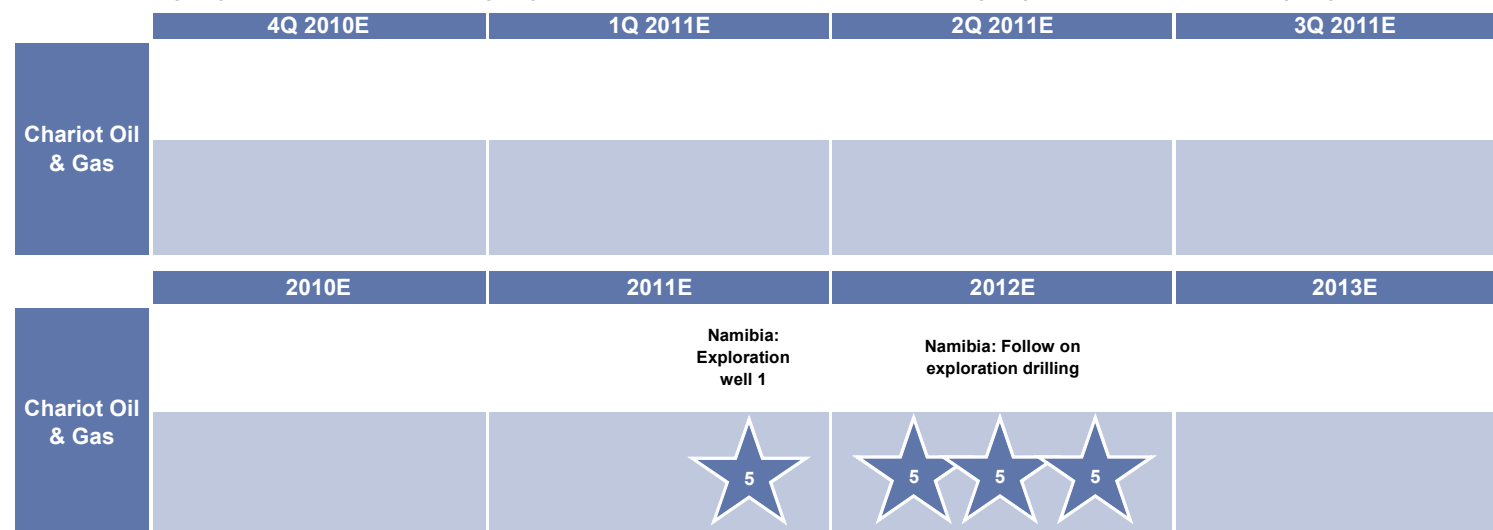 4Q 2010E 1Q 2011E 2Q 2011E 3Q 2011E
Chariot Oil
& Gas
2010E 2011E 2012E 2013E
Chariot Oil
& Gas
Namibia:
Exploration
well 1
Namibia: Follow on
exploration drilling
5 5 5 5